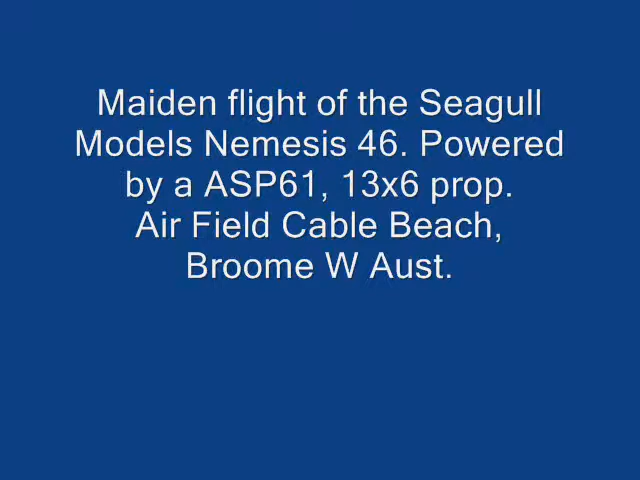 Maiden flight of the Seagull
Models Nemesis 46. Powered
by a ASP61, 13x6 prop.
Air Field Cable Beach,
Broome W Aust.